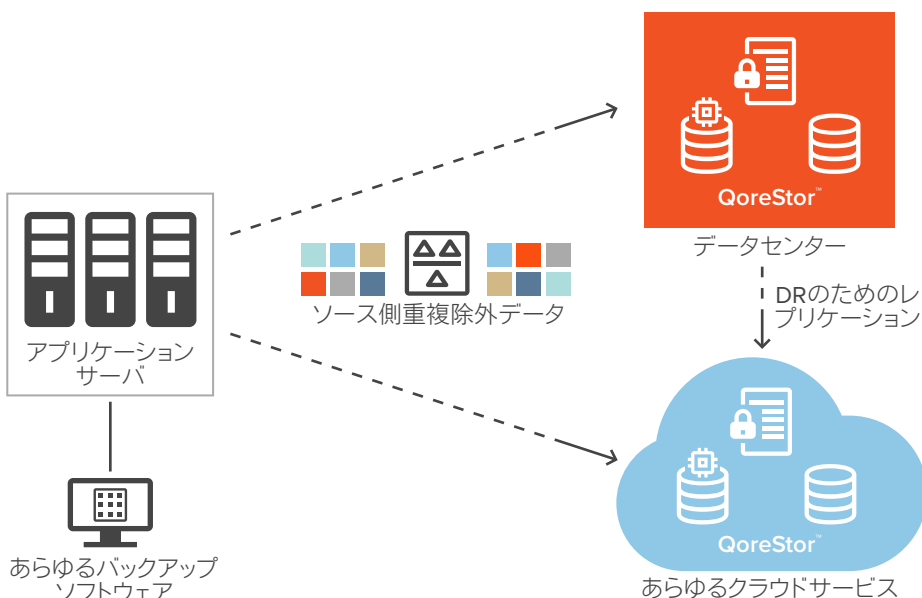 QoreStor™
データセンター
DRのためのレ
プリケーション
ソース側重複除外データ
アプリケーション
サーバ
あらゆるバックアップ
ソフトウェア
QoreStor™
あらゆるクラウドサービス